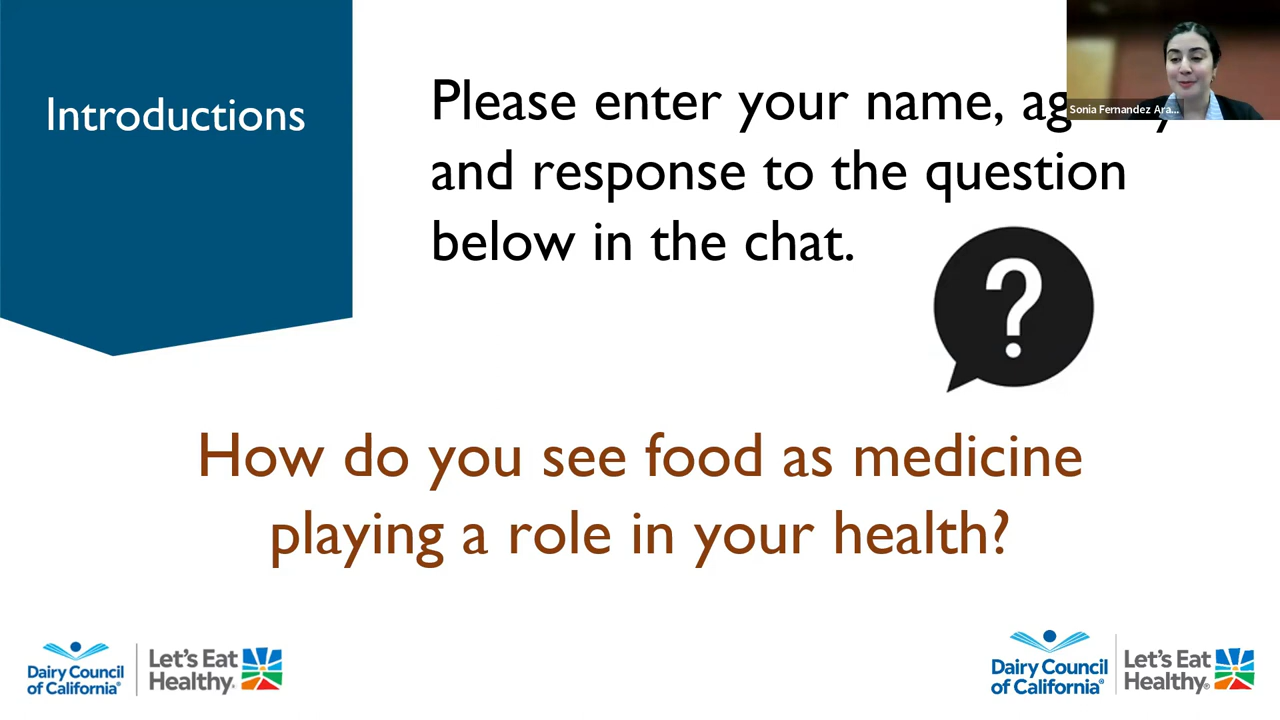 Introductions
Please enter your name,
and response to the question
below in the chat.
Sonia Fernandez Ara...
?
How do you see food as medicine
playing a role in your health?
Dairy Council
of California®
Let's Eat
Healthy®
Dairy Council
of California®
Let's Eat
Healthy®